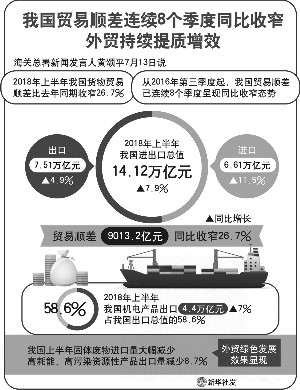 我国贸易顺差连续8个季度同比收窄
外贸持续提质增效
海关总署新闻发言人黄颂平7月13日说
2018年上半年我国货物贸易
顺差比去年同期收窄26.7%
从2016年第三季度起，我国贸易顺差
已连续8个季度呈现同比收窄态势
出口
7.51万亿元
▲4.9%
2018年上半年
我国进出口总值
14.12万亿元
▲7.9%
进口
6.61万亿元
▲11.5%
▲同比增长
贸易顺差 9013.2亿元 同比收窄26.7%
58.6%
2018年上半年
我国机电产品出口 4.4万亿元 ▲7%
占我国出口总值的58.6%
我国上半年固体废物进口量大幅减少
高耗能、高污染资源性产品出口量减少8.7%
外贸绿色发展
效果显现
新华社发